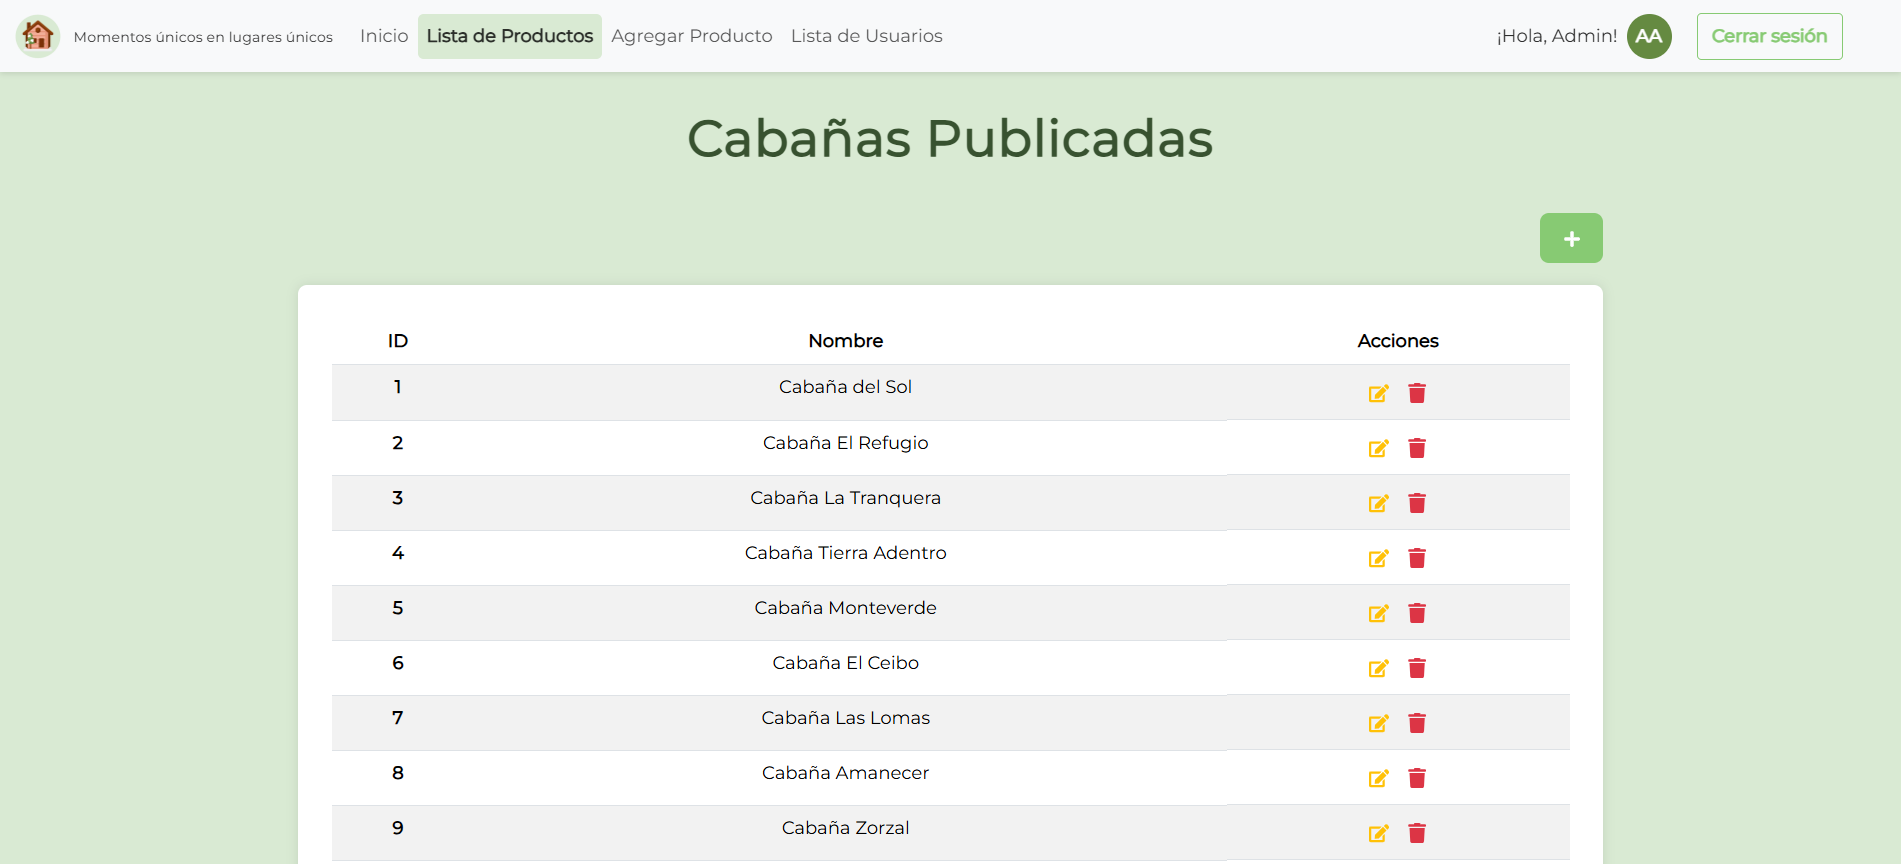 Momentos únicos en lugares únicos Inicio Lista de Productos Agregar Producto Lista de Usuarios ¡Hola, Admin! AA Cerrar sesión
Cabañas Publicadas
+
ID Nombre Acciones
1 Cabaña del Sol
2 Cabaña El Refugio
3 Cabaña La Tranquera
4 Cabaña Tierra Adentro
5 Cabaña Monteverde
6 Cabaña El Ceibo
7 Cabaña Las Lomas
8 Cabaña Amanecer
9 Cabaña Zorzal